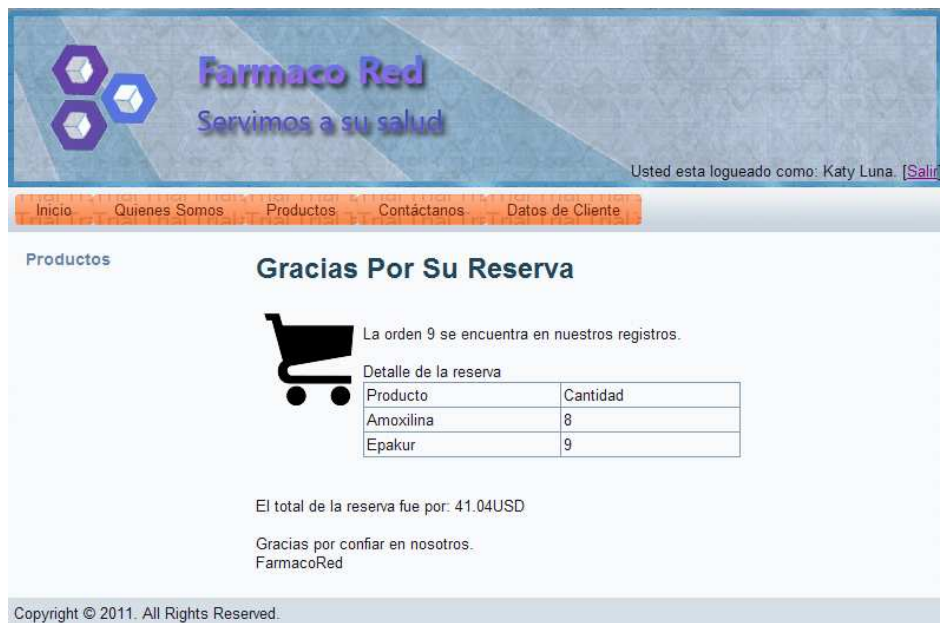 Farmaco Red
Servimos a su salud
Usted esta logueado como: Katy Luna. [Salir]
Inicio Quienes Somos Productos Contáctanos Datos de Cliente
Productos
Gracias Por Su Reserva
La orden 9 se encuentra en nuestros registros.
Detalle de la reserva
Producto Cantidad
Amoxilina 8
Epakur 9
El total de la reserva fue por: 41.04USD
Gracias por confiar en nosotros.
FarmacoRed
Copyright © 2011. All Rights Reserved.